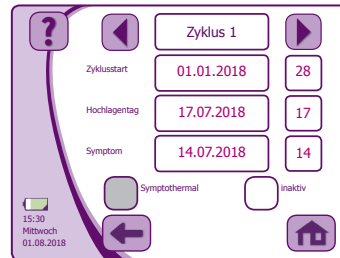 ?
Zyklus 1
Zyklusstart 01.01.2018 28
Hochlagentag 17.07.2018 17
Symptom 14.07.2018 14
Symptothermal inaktiv
15:30
Mittwoch
01.08.2018